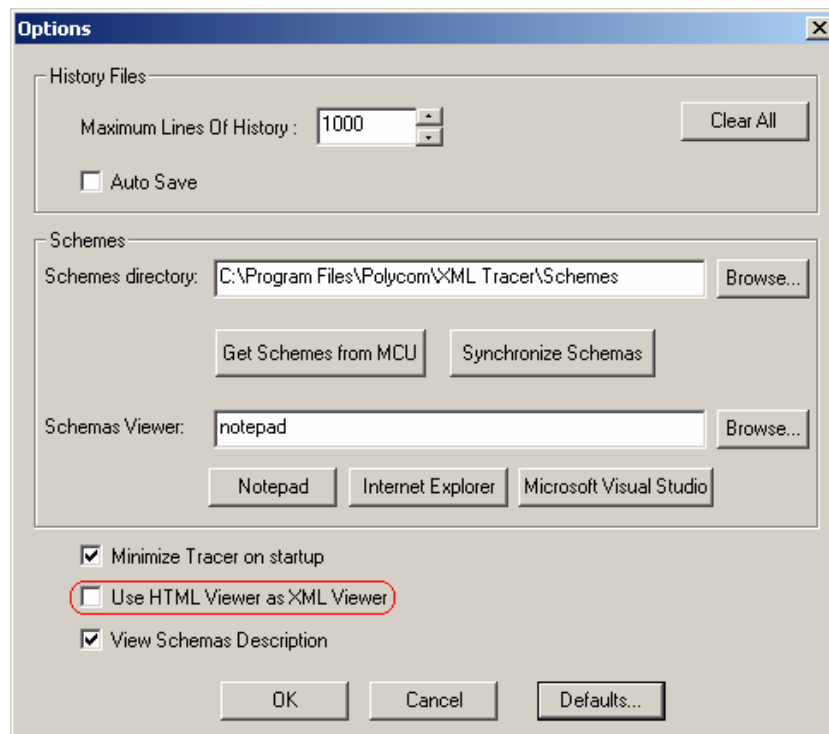 Options
History Files
Maximum Lines Of History :
1000
Clear All
Auto Save
Schemes
Schemes directory:
C:\Program Files\Polycom\XML Tracer\Schemes
Browse...
Get Schemes from MCU
Synchronize Schemas
Schemas Viewer:
notepad
Browse...
Notepad
Internet Explorer
Microsoft Visual Studio
Minimize Tracer on startup
Use HTML Viewer as XML Viewer
View Schemas Description
OK
Cancel
Defaults...